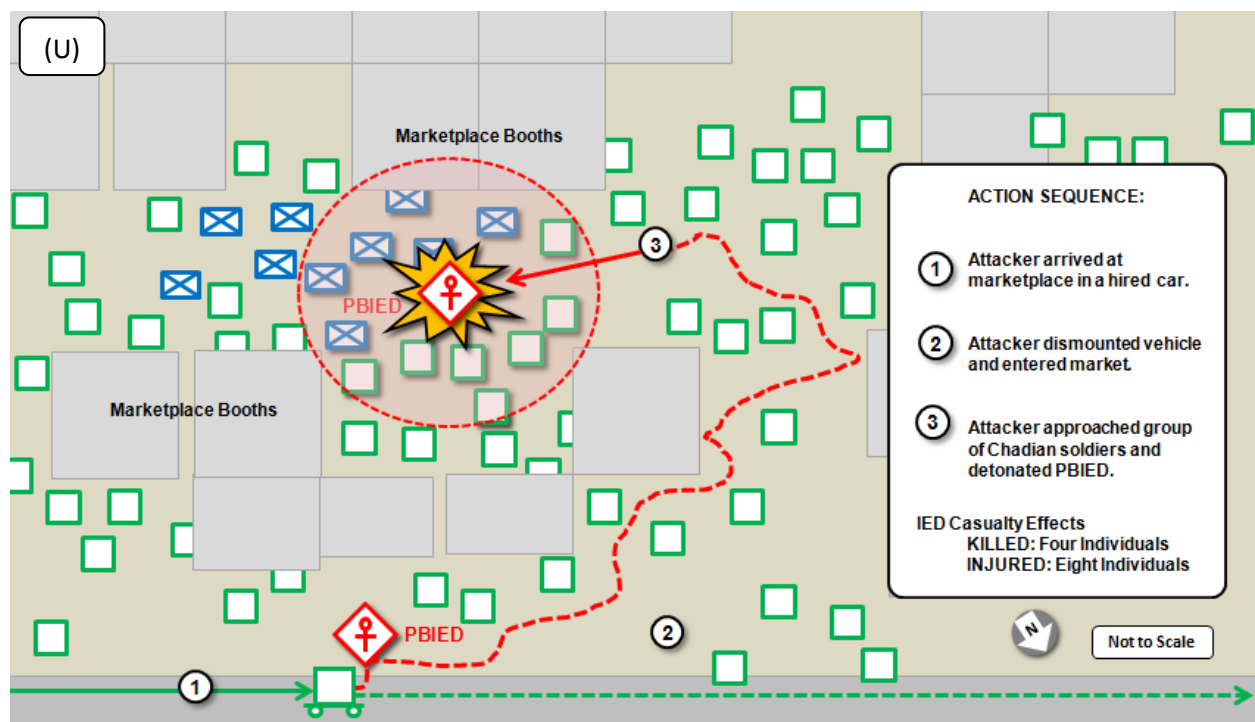 (U)
Marketplace Booths
3
PBIED
Marketplace Booths
ACTION SEQUENCE:
1
Attacker arrived at
marketplace in a hired car.
2
Attacker dismounted vehicle
and entered market.
3
Attacker approached group
of Chadian soldiers and
detonated PBIED.
IED Casualty Effects
KILLED: Four Individuals
INJURED: Eight Individuals
N
Not to Scale
PBIED
2
1